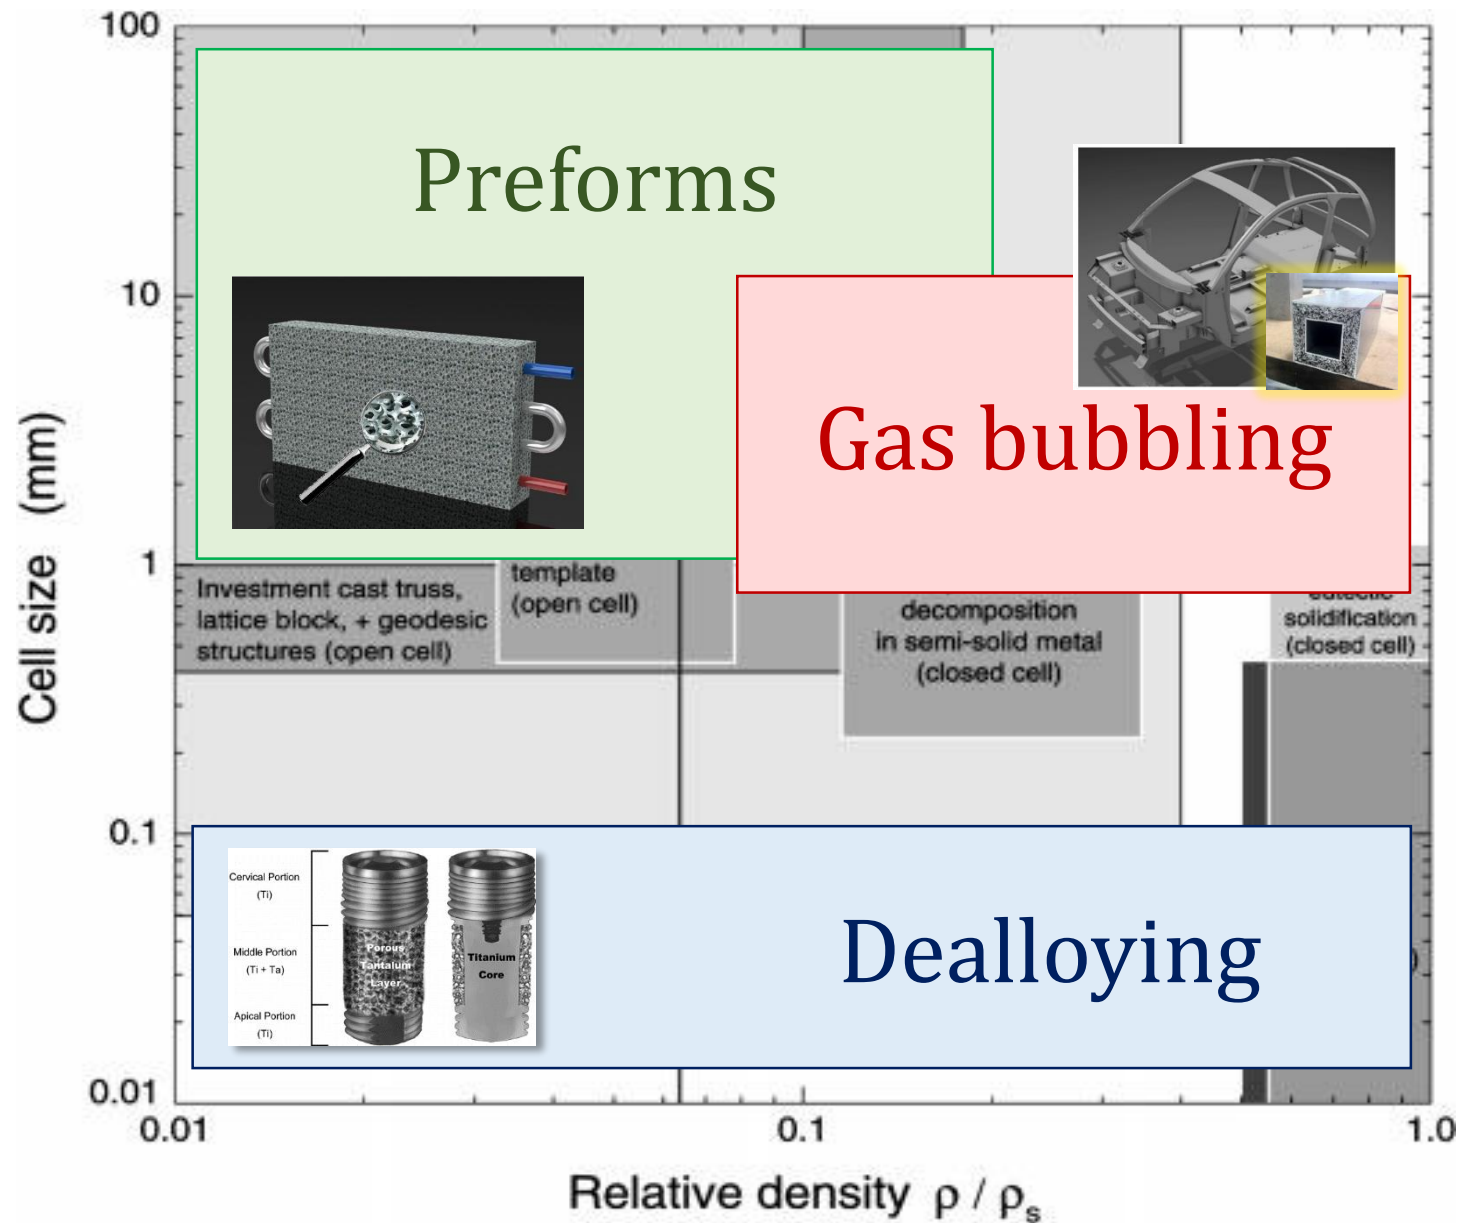 100
10
1
0.1
0.01
Cell size (mm)
Preforms
Gas bubbling
template
(open cell)
Investment cast truss,
lattice block, + geodesic
structures (open cell)
decomposition
in semi-solid metal
(closed cell)
solidification
(closed cell)
Dealloying
Cervical Portion
(Ti)
Middle Portion
(Ti + Ta)
Apical Portion
(Ti)
Porous
Tantalum
Layer
Titanium
Core
0.01
0.1
1.0
Relative density ρ / ρs